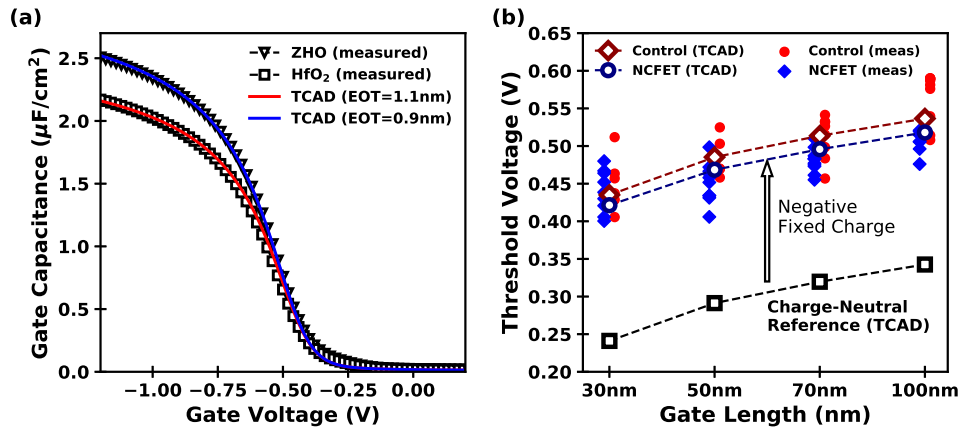 (a)
ZHO (measured)
HfO₂ (measured)
TCAD (EOT=1.1nm)
TCAD (EOT=0.9nm)
Gate Capacitance (μF/cm²)
2.5
2.0
1.5
1.0
0.5
0.0
−1.00
−0.75
−0.50
−0.25
0.00
Gate Voltage (V)
(b)
Control (TCAD)
NCFET (TCAD)
Control (meas)
NCFET (meas)
Threshold Voltage (V)
0.65
0.60
0.55
0.50
0.45
0.40
0.35
0.30
0.25
0.20
Negative
Fixed Charge
Charge-Neutral
Reference (TCAD)
30nm
50nm
70nm
100nm
Gate Length (nm)